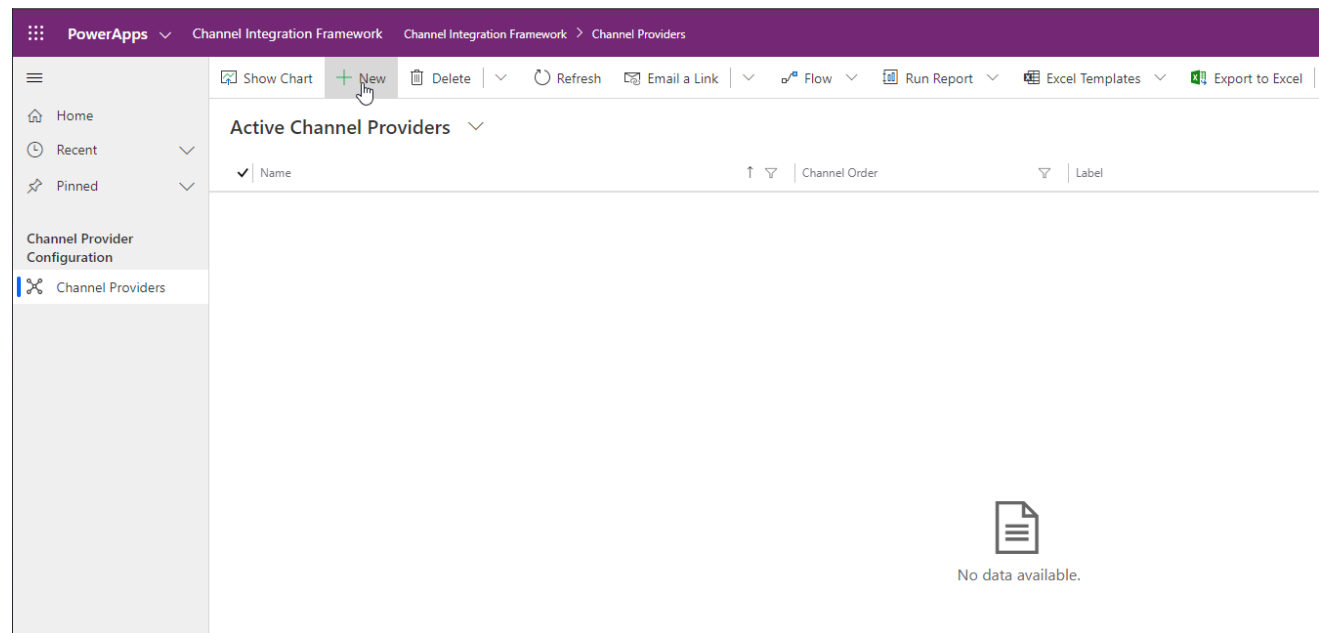 PowerApps Channel Integration Framework Channel Integration Framework > Channel Providers
Show Chart New Delete Refresh Email a Link Flow Run Report Excel Templates Export to Excel
Home
Recent
Pinned
Channel Provider
Configuration
Channel Providers
Active Channel Providers
Name Channel Order Label
No data available.